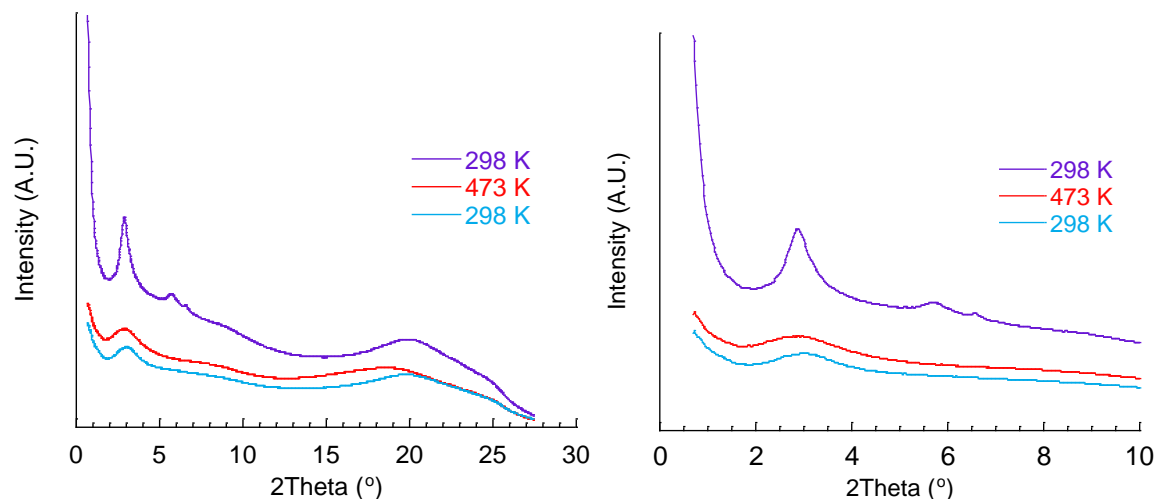 Intensity (A.U.)
298 K
473 K
298 K
0 5 10 15 20 25 30
2Theta (°)
Intensity (A.U.)
298 K
473 K
298 K
0 2 4 6 8 10
2Theta (°)